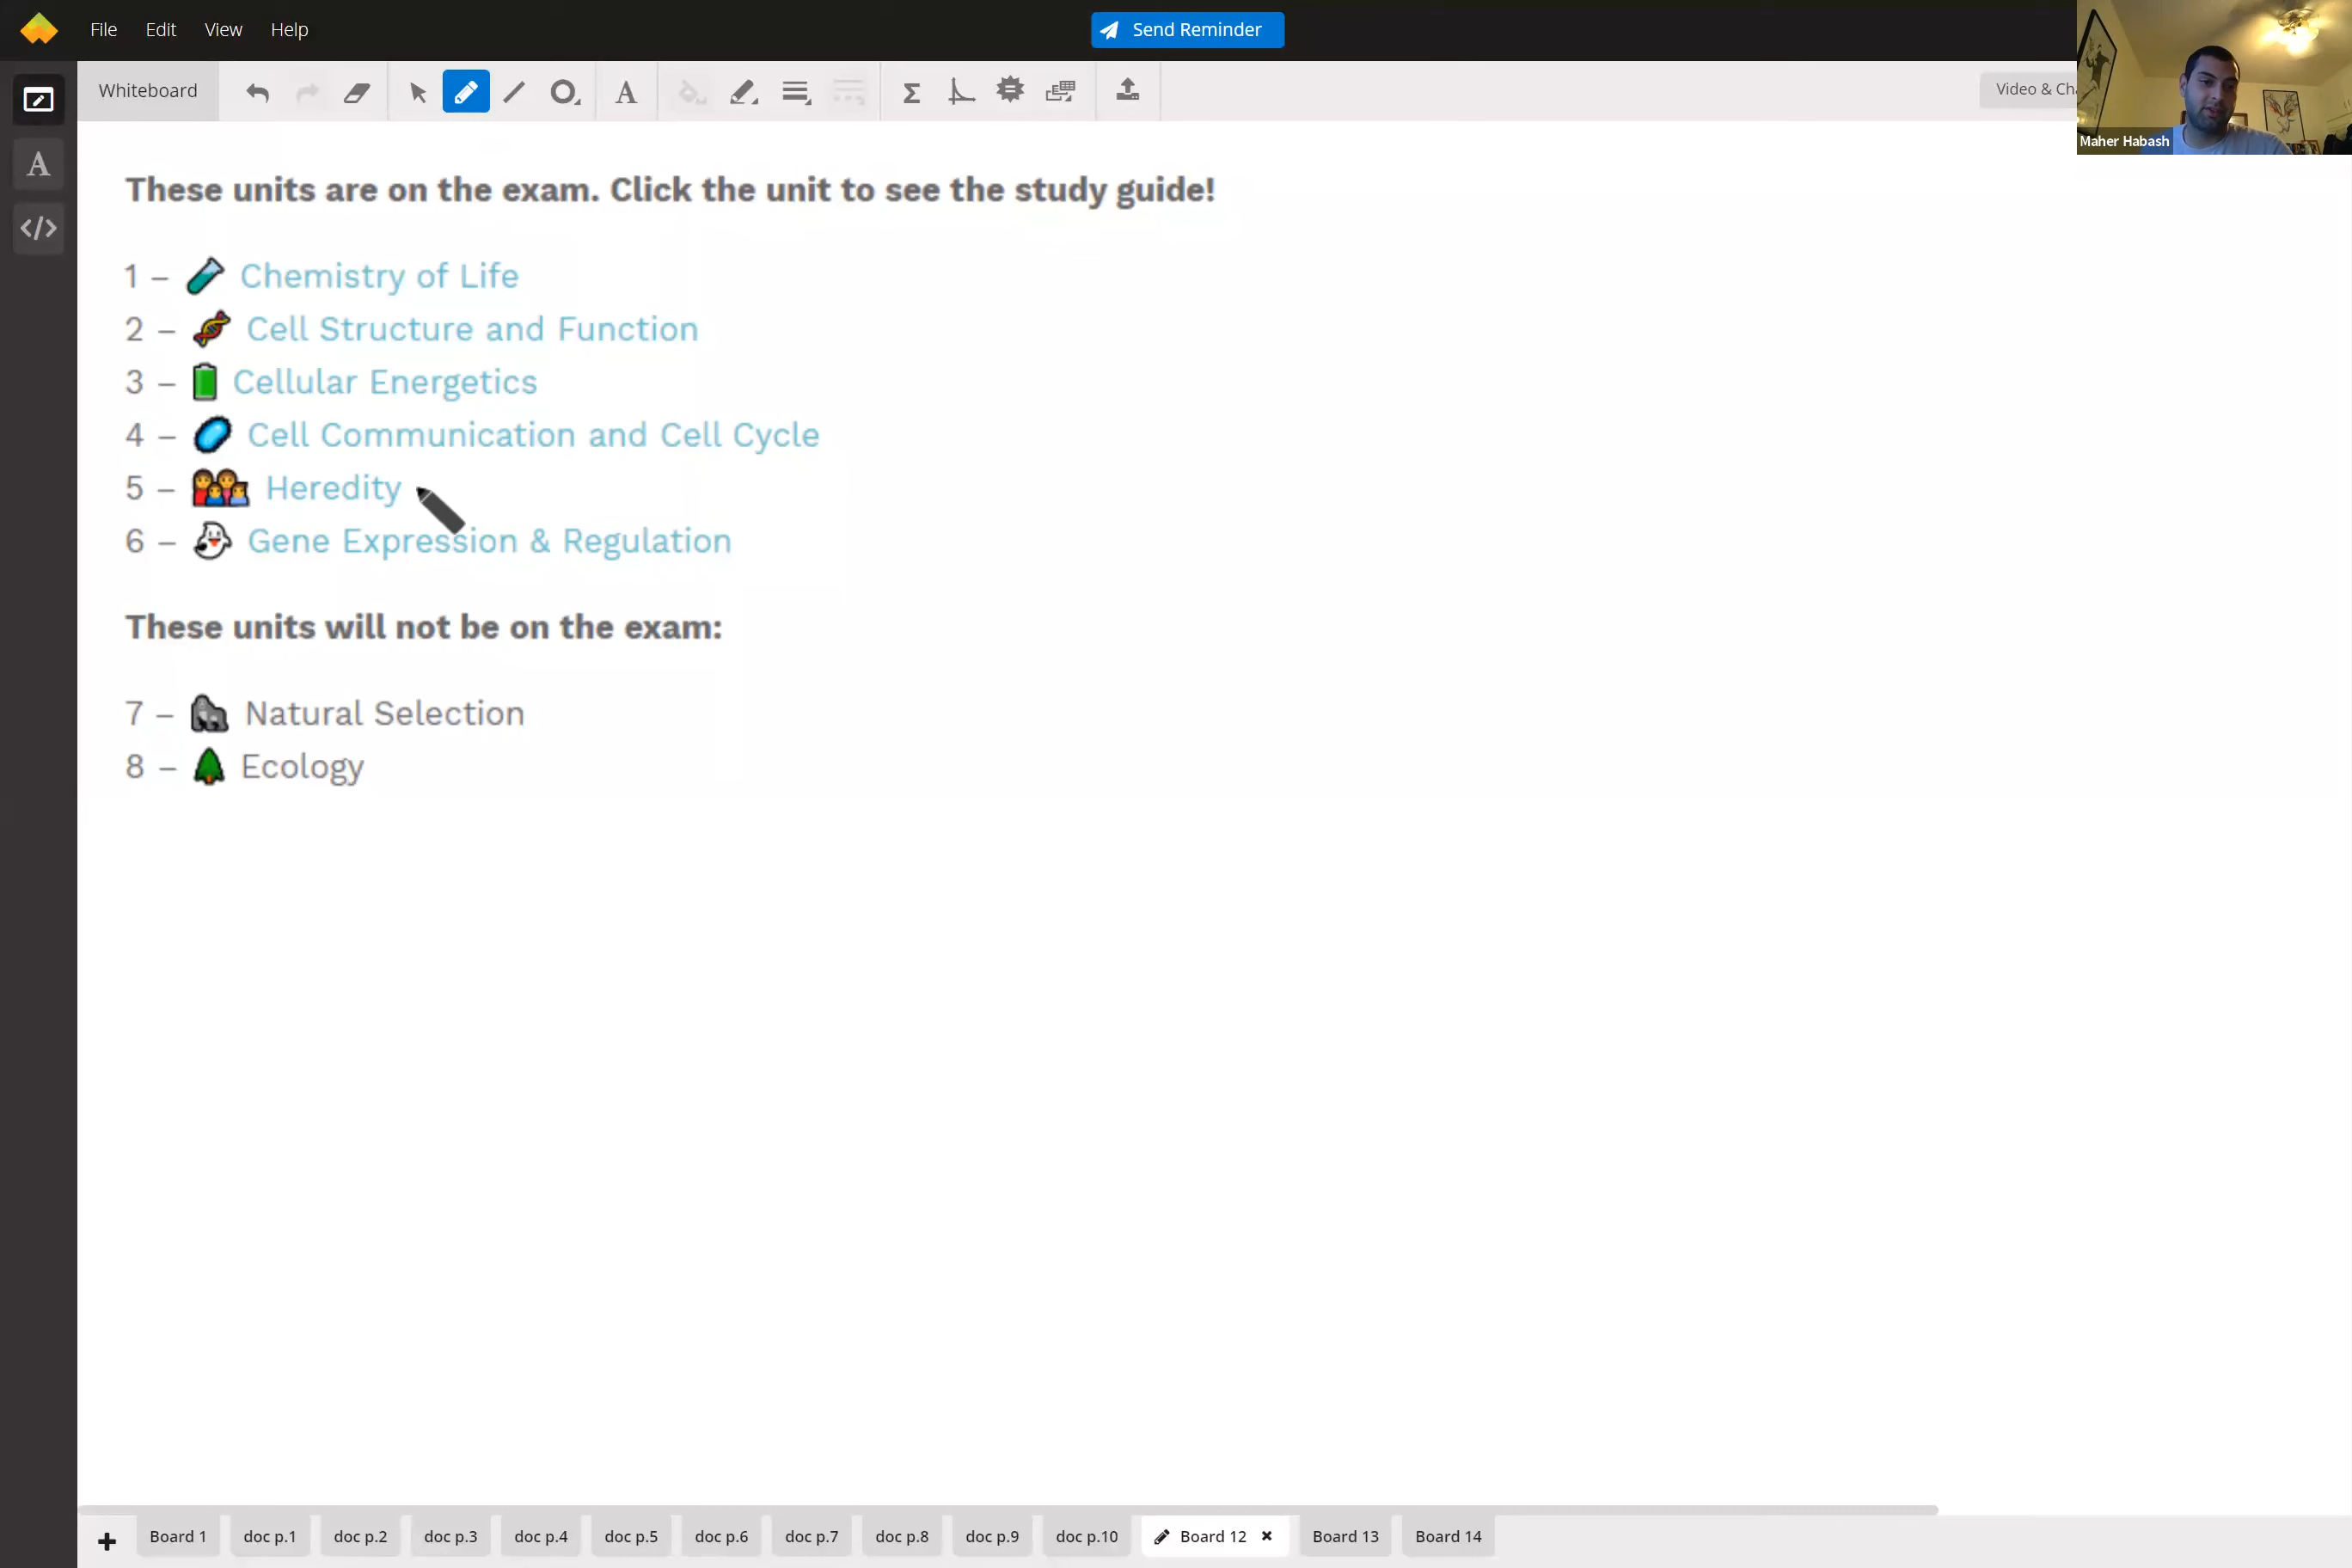 File Edit View Help Send Reminder
Whiteboard A Σ Video & Cha
Maher Habash
A
</>
These units are on the exam. Click the unit to see the study guide!
1 – Chemistry of Life
2 – Cell Structure and Function
3 – Cellular Energetics
4 – Cell Communication and Cell Cycle
5 – Heredity
6 – Gene Expression & Regulation
These units will not be on the exam:
7 – Natural Selection
8 – Ecology
+ Board 1 doc p.1 doc p.2 doc p.3 doc p.4 doc p.5 doc p.6 doc p.7 doc p.8 doc p.9 doc p.10 Board 12 × Board 13 Board 14